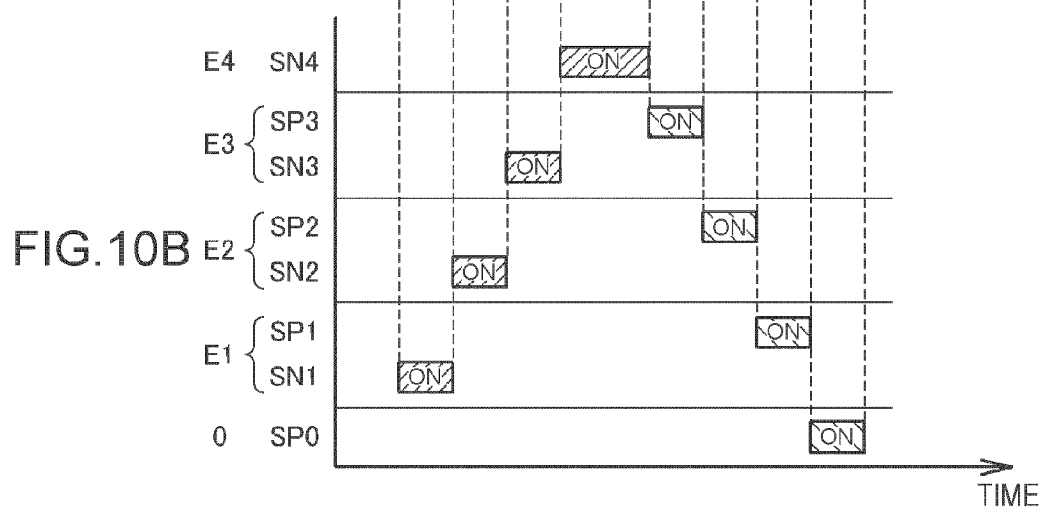 E4 SN4 ON
SP3 ON
E3
SN3 ON
SP2 ON
FIG.10B E2
SN2 ON
SP1 ON
E1
SN1 ON
0 SP0 ON
TIME